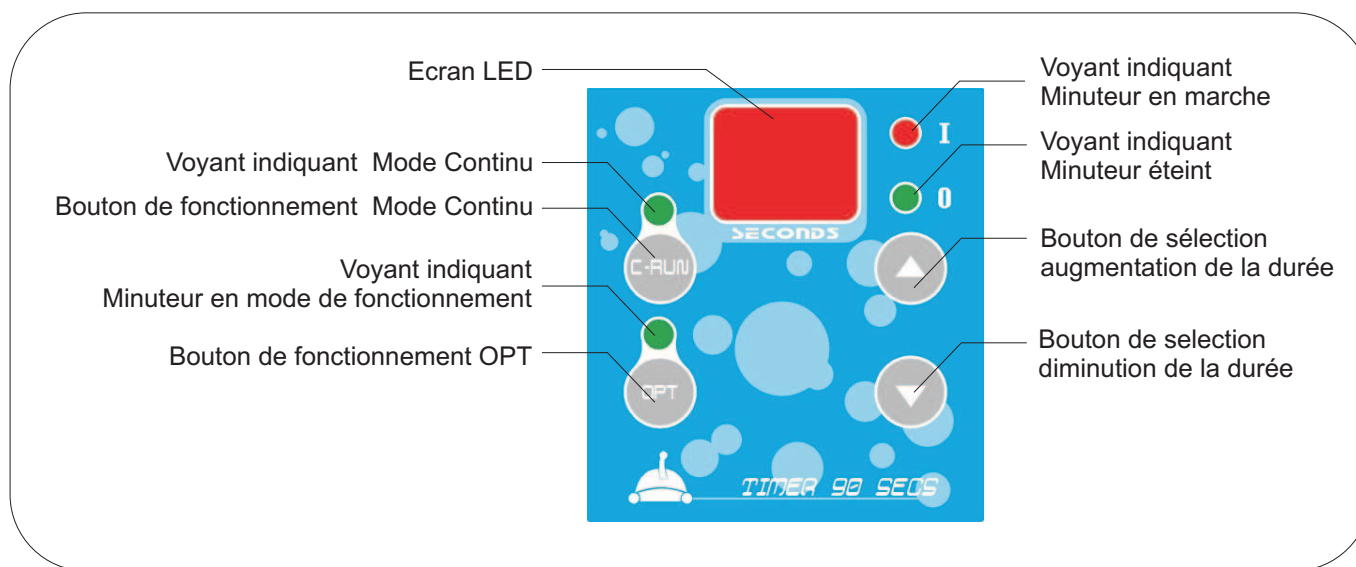 Ecran LED
Voyant indiquant Mode Continu
Bouton de fonctionnement Mode Continu
Voyant indiquant
Minuteur en mode de fonctionnement
Bouton de fonctionnement OPT
SECONDS
I
0
C-RUN
OPT
TIMER 90 SECS
Voyant indiquant
Minuteur en marche
Voyant indiquant
Minuteur éteint
Bouton de sélection
augmentation de la durée
Bouton de selection
diminution de la durée